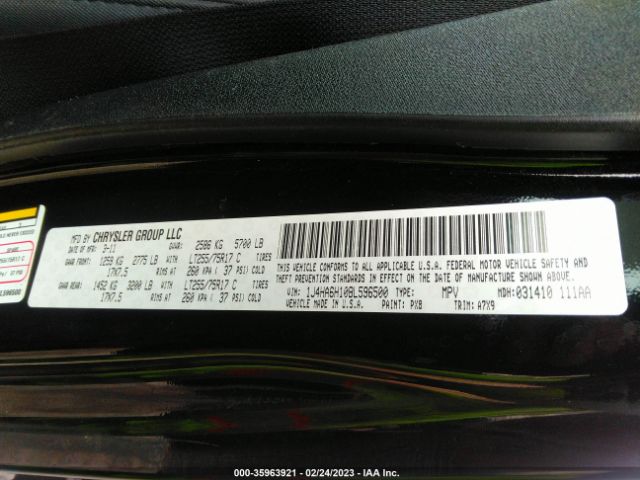 MFD BY CHRYSLER GROUP LLC
DATE OF MFR: 3-11 GVWR: 2586 KG 5700 LB
GAWR FRONT: 1259 KG 2775 LB WITH LT255/75R17 C TIRES
17X7.5 RIMS AT 260 KPA ( 37 PSI) COLD
GAWR REAR: 1452 KG 3200 LB WITH LT255/75R17 C TIRES
17X7.5 RIMS AT 260 KPA ( 37 PSI) COLD
THIS VEHICLE CONFORMS TO ALL APPLICABLE U.S.A. FEDERAL MOTOR VEHICLE SAFETY AND
THEFT PREVENTION STANDARDS IN EFFECT ON THE DATE OF MANUFACTURE SHOWN ABOVE.
VIN: 1J4HA6H10BL596500 TYPE: MPV MDH: 031410 111AA
VEHICLE MADE IN U.S.A. PAINT: PX8 TRIM: A7X9
L596500
000-35963921 - 02/24/2023 - IAA Inc.